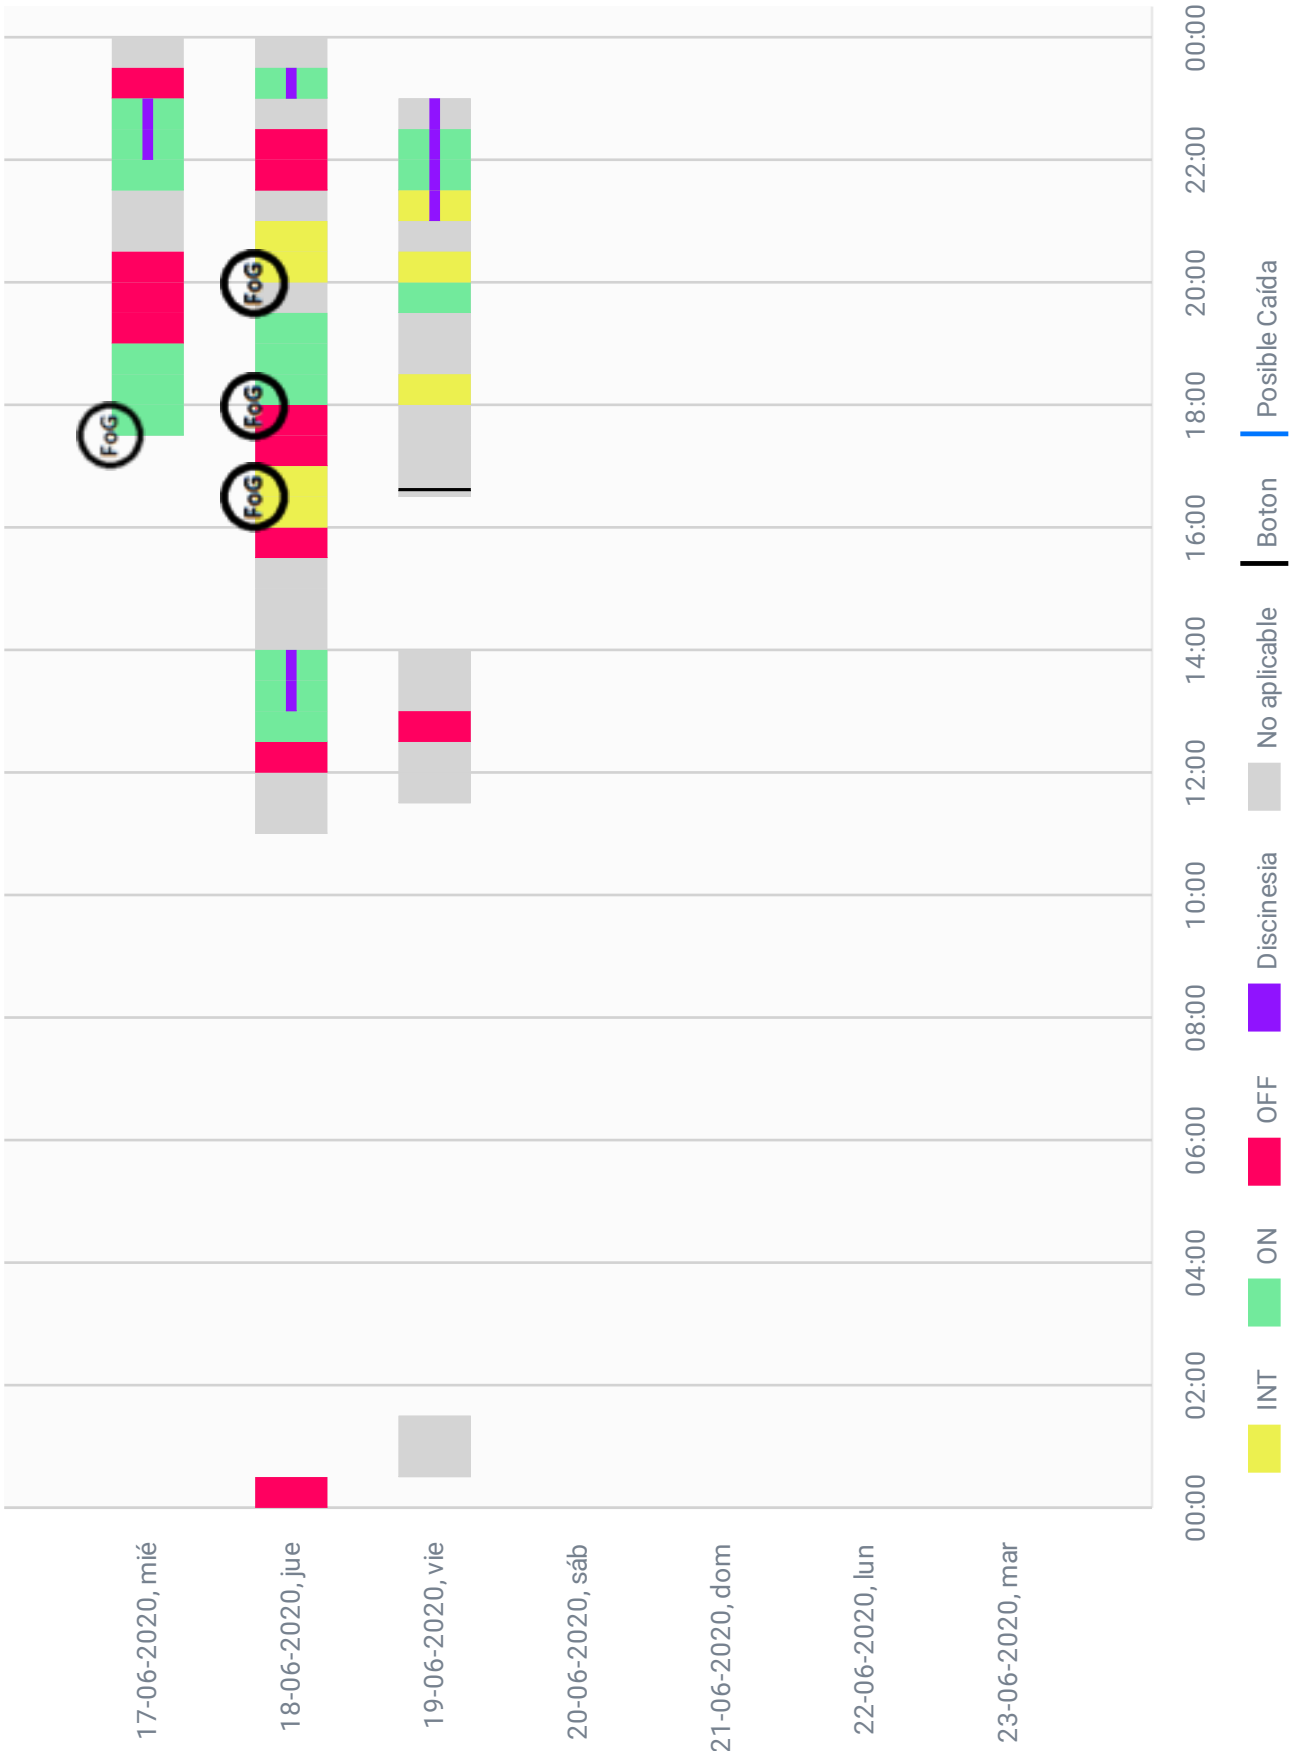 17-06-2020, mié
FoG
18-06-2020, jue
FoG
FoG
FoG
19-06-2020, vie
20-06-2020, sáb
21-06-2020, dom
22-06-2020, lun
23-06-2020, mar
00:00
02:00
04:00
06:00
08:00
10:00
12:00
14:00
16:00
18:00
20:00
22:00
00:00
INT
ON
OFF
Discinesia
No aplicable
Boton
Posible Caída